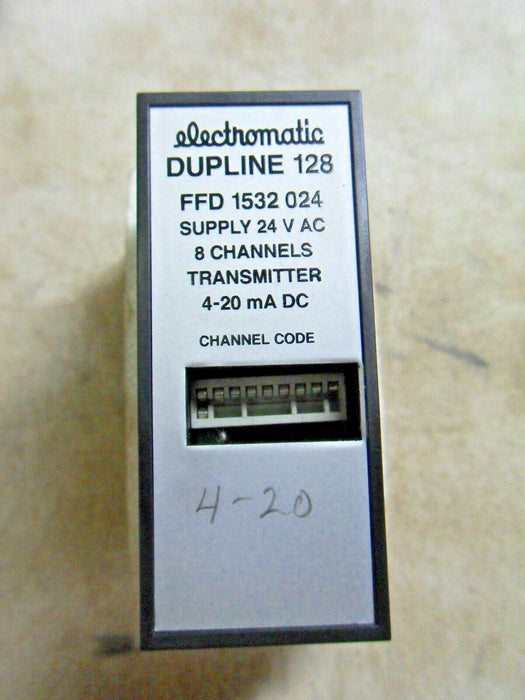 electromatic
DUPLINE 128
FFD 1532 024
SUPPLY 24 V AC
8 CHANNELS
TRANSMITTER
4-20 mA DC
CHANNEL CODE
4-20